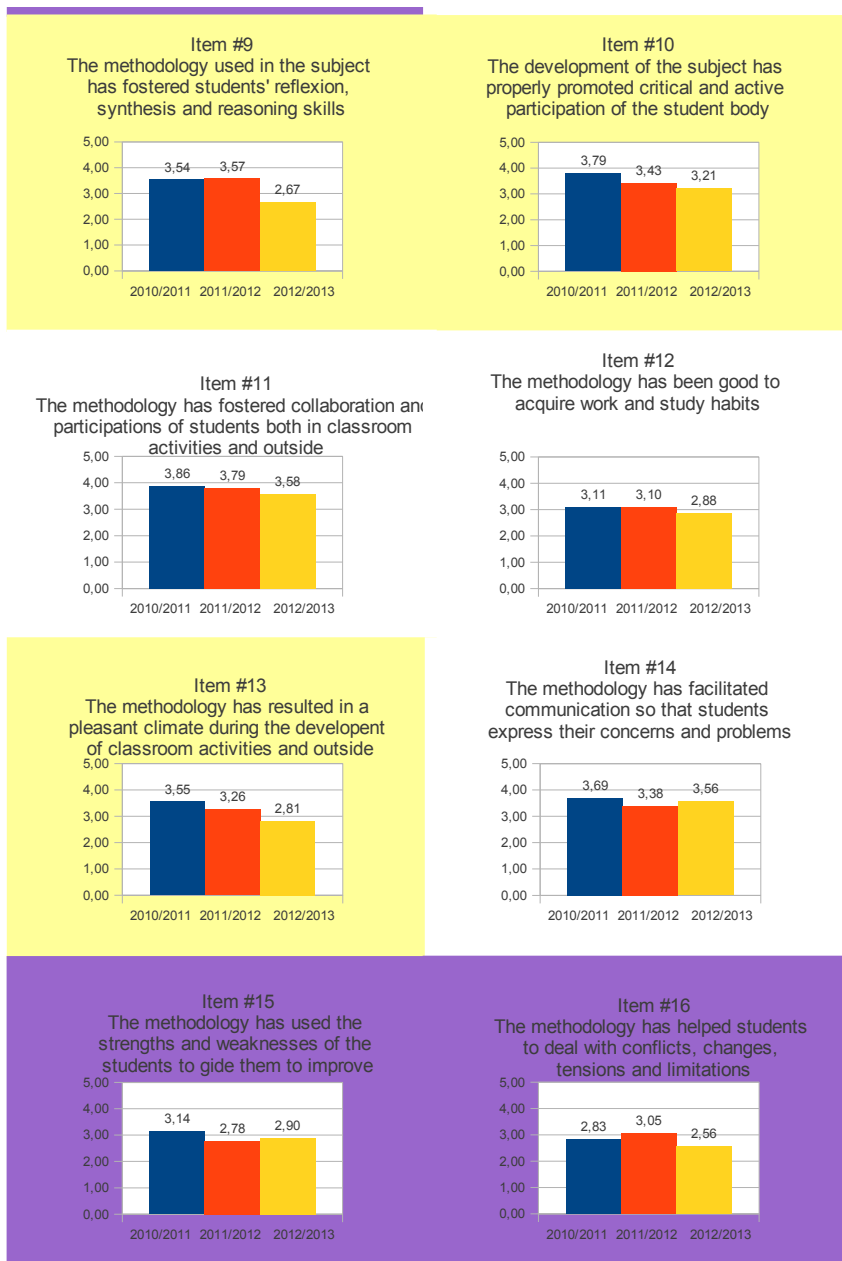 Item #9
The methodology used in the subject
has fostered students' reflexion,
synthesis and reasoning skills
5,00
4,00
3,00
2,00
1,00
0,00
3,54
3,57
2,67
2010/2011 2011/2012 2012/2013
Item #10
The development of the subject has
properly promoted critical and active
participation of the student body
5,00
4,00
3,00
2,00
1,00
0,00
3,79
3,43
3,21
2010/2011 2011/2012 2012/2013
Item #11
The methodology has fostered collaboration and
participations of students both in classroom
activities and outside
5,00
4,00
3,00
2,00
1,00
0,00
3,86
3,79
3,58
2010/2011 2011/2012 2012/2013
Item #12
The methodology has been good to
acquire work and study habits
5,00
4,00
3,00
2,00
1,00
0,00
3,11
3,10
2,88
2010/2011 2011/2012 2012/2013
Item #13
The methodology has resulted in a
pleasant climate during the developent
of classroom activities and outside
5,00
4,00
3,00
2,00
1,00
0,00
3,55
3,26
2,81
2010/2011 2011/2012 2012/2013
Item #14
The methodology has facilitated
communication so that students
express their concerns and problems
5,00
4,00
3,00
2,00
1,00
0,00
3,69
3,38
3,56
2010/2011 2011/2012 2012/2013
Item #15
The methodology has used the
strengths and weaknesses of the
students to gide them to improve
5,00
4,00
3,00
2,00
1,00
0,00
3,14
2,78
2,90
2010/2011 2011/2012 2012/2013
Item #16
The methodology has helped students
to deal with conflicts, changes,
tensions and limitations
5,00
4,00
3,00
2,00
1,00
0,00
2,83
3,05
2,56
2010/2011 2011/2012 2012/2013